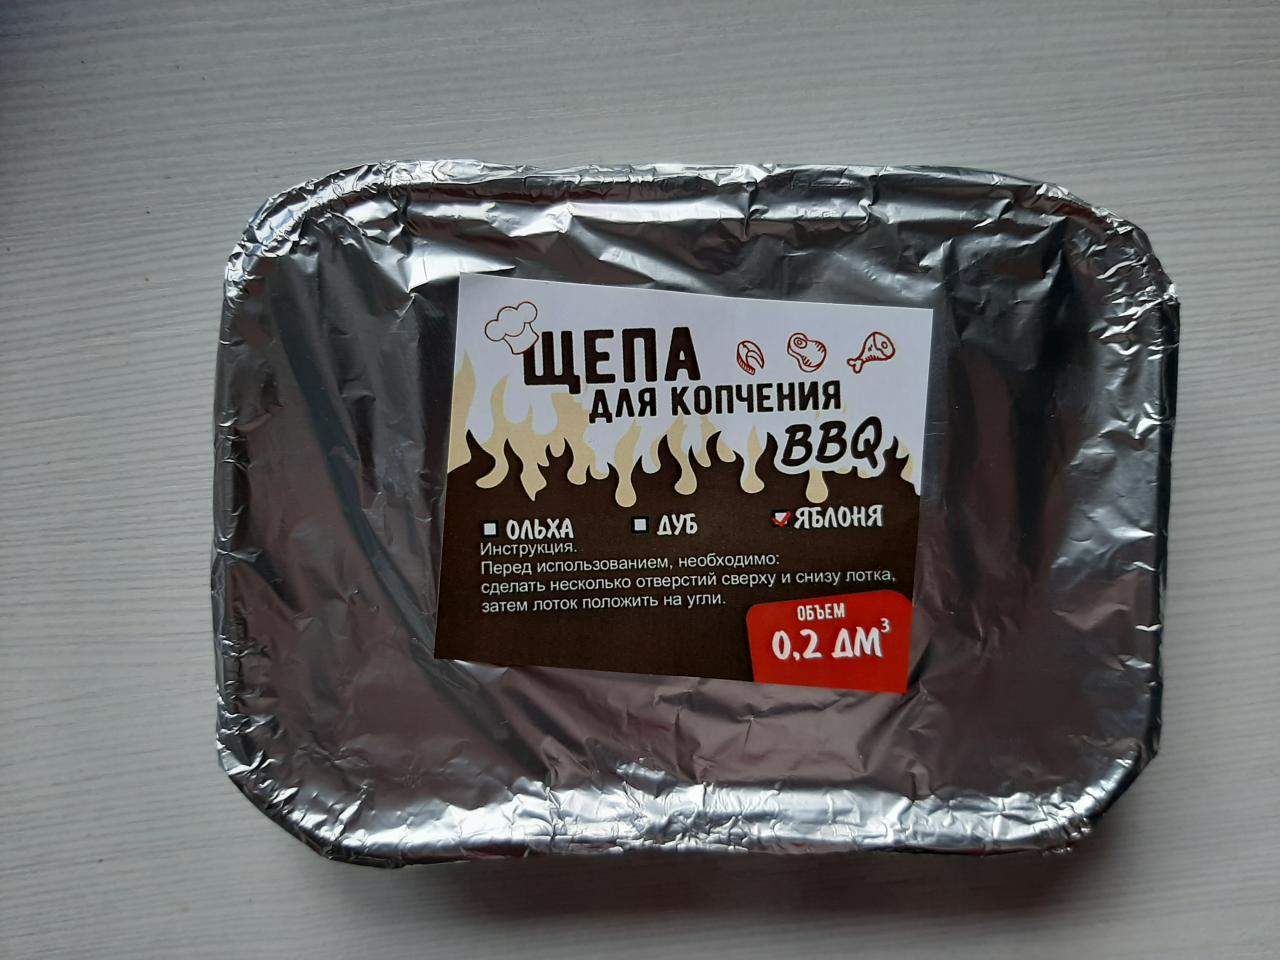 ЩЕПА
ДЛЯ КОПЧЕНИЯ
BBQ
ОЛЬХА ДУБ ЯБЛОНЯ
Инструкция.
Перед использованием, необходимо:
сделать несколько отверстий сверху и снизу лотка,
затем лоток положить на угли.
ОБЪЕМ
0,2 ДМ³